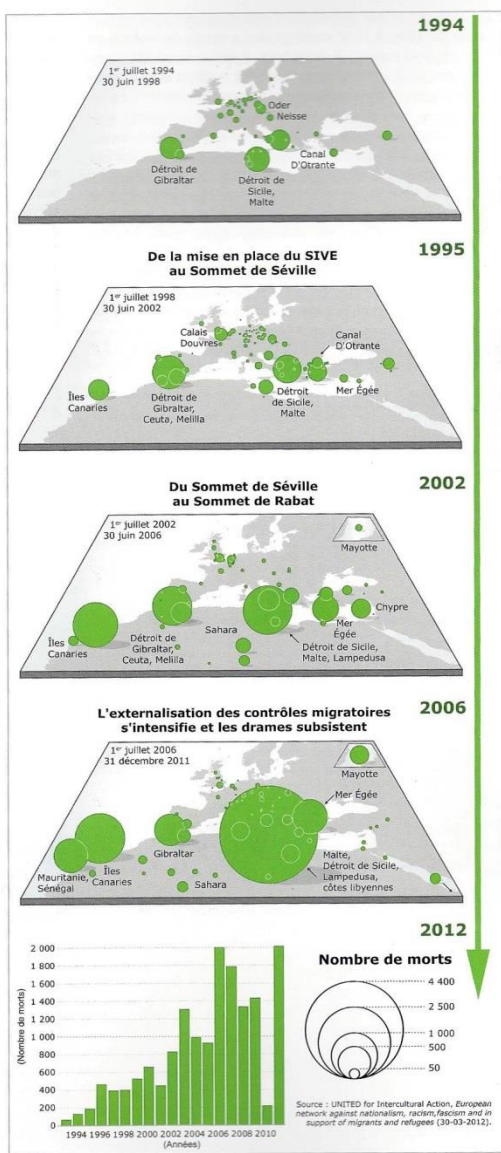 1994
1er juillet 1994
30 juin 1998
Oder
Neisse
Détroit de
Gibraltar
Détroit de
Sicile,
Malte
Canal
D'Otrante
De la mise en place du SIVE
au Sommet de Séville
1995
1er juillet 1998
30 juin 2002
Calais
Douvres
Canal
D'Otrante
Îles
Canaries
Détroit de
Gibraltar,
Ceuta, Melilla
Détroit
de Sicile,
Malte
Mer Égée
Du Sommet de Séville
au Sommet de Rabat
2002
1er juillet 2002
30 juin 2006
Mayotte
Îles
Canaries
Détroit de
Gibraltar,
Ceuta, Melilla
Sahara
Détroit de Sicile,
Malte, Lampedusa
Mer
Égée
Chypre
L'externalisation des contrôles migratoires
s'intensifie et les drames subsistent
2006
1er juillet 2006
31 décembre 2011
Mayotte
Mer Égée
Mauritanie,
Sénégal
Îles
Canaries
Gibraltar
Sahara
Malte,
Détroit de Sicile,
Lampedusa,
côtes libyennes
2012
(Nombre de morts)
2 000
1 800
1 600
1 400
1 200
1 000
800
600
400
200
0
1994 1996 1998 2000 2002 2004 2006 2008 2010
(Années)
Nombre de morts
4 400
2 500
1 000
500
50
Source : UNITED for Intercultural Action, European
network against nationalism, racism,fascism and in
support of migrants and refugees (30-03-2012).